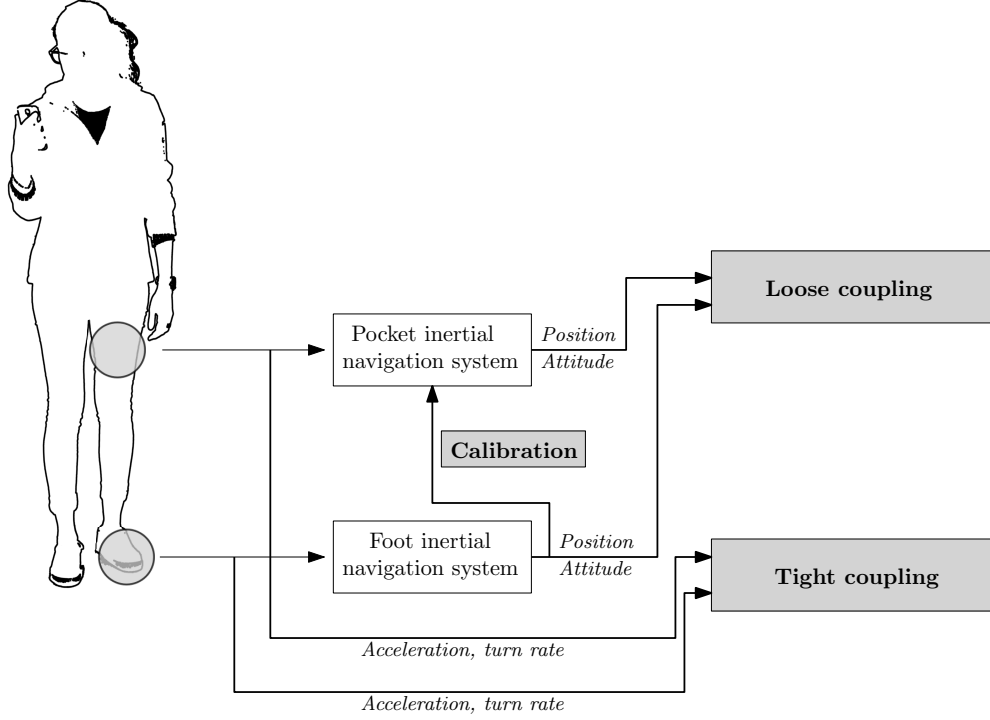 Loose coupling
Pocket inertial
navigation system
Position
Attitude
Calibration
Foot inertial
navigation system
Position
Attitude
Tight coupling
Acceleration, turn rate
Acceleration, turn rate